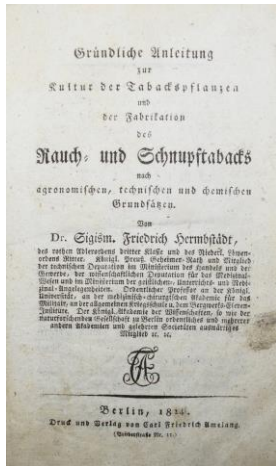 Gründliche Anleitung
zur
Kultur der Tabackspflanzen
und
der Fabrikation
des
Rauch- und Schnupftabacks
nach
agronomischen, technischen und chemischen
Grundsätzen.
Von
Dr. Sigism. Friedrich Hermbstädt,
des rothen Adlerordens dritter Klasse und des Niederl. Löwen-
ordens Ritter. Königl. Preuß. Geheimer-Rath und Mitglied
der technischen Deputation im Ministerium des Handels und der
Gewerbe, der wissenschaftlichen Deputation für das Medizinal-
Wesen und im Ministerium der geistlichen, Unterrichts- und Medi-
zinal-Angelegenheiten. Ordentlicher Professor an der Königl.
Universität, an der medizinisch-chirurgischen Akademie für das
Militair, an der allgemeinen Kriegsschule u. dem Bergwerks-Eleven-
Institute. Der Königl. Akademie der Wissenschaften, so wie der
naturforschenden Gesellschaft zu Berlin ordentliches und mehrerer
andern Akademien und gelehrten Societäten auswärtiges
Mitglied ec. ec.
Berlin, 1824.
Druck und Verlag von Carl Friedrich Amelang.
(Brüderstraße Nr. 11.)